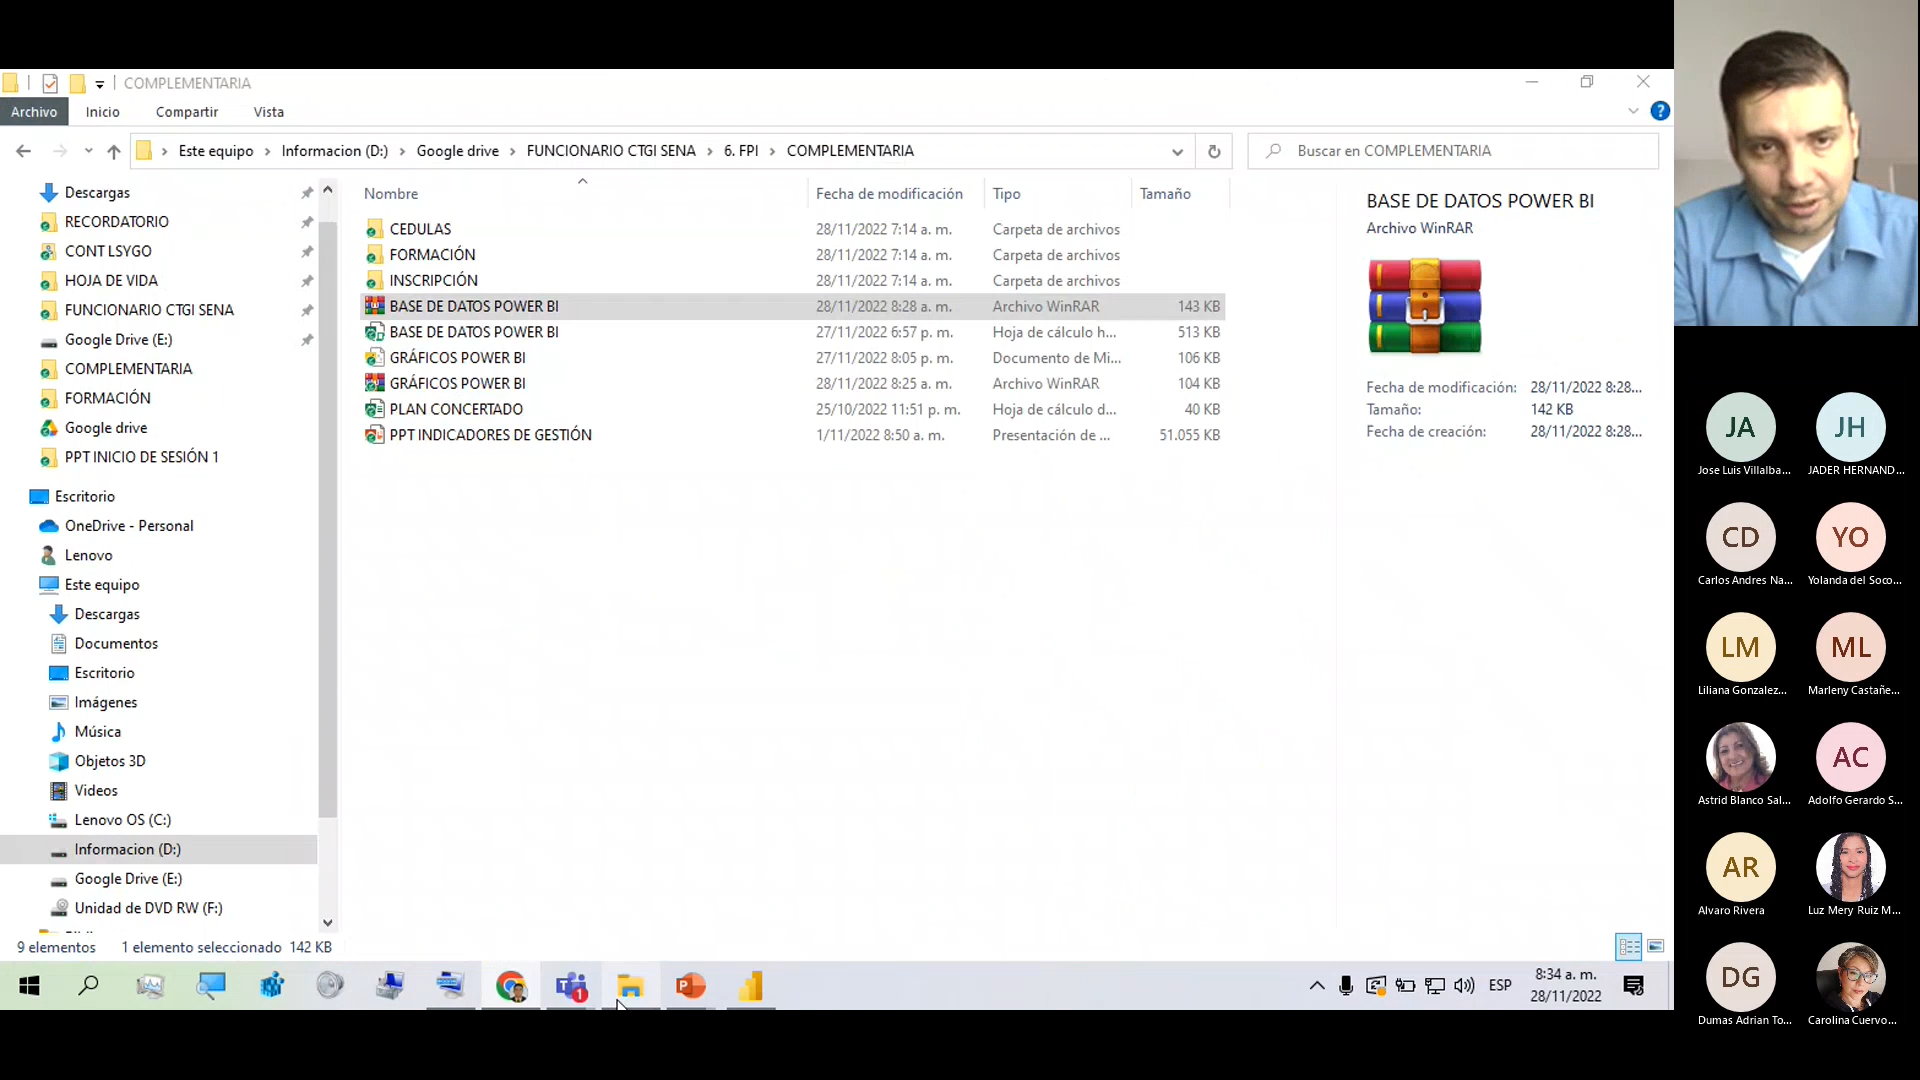 COMPLEMENTARIA
Archivo Inicio Compartir Vista
Este equipo Informacion (D:) Google drive FUNCIONARIO CTGI SENA 6. FPI COMPLEMENTARIA
Buscar en COMPLEMENTARIA
Descargas
RECORDATORIO
CONT LSYGO
HOJA DE VIDA
FUNCIONARIO CTGI SENA
Google Drive (E:)
COMPLEMENTARIA
FORMACIÓN
Google drive
PPT INICIO DE SESIÓN 1
Escritorio
OneDrive - Personal
Lenovo
Este equipo
Descargas
Documentos
Escritorio
Imágenes
Música
Objetos 3D
Videos
Lenovo OS (C:)
Informacion (D:)
Google Drive (E:)
Unidad de DVD RW (F:)
Nombre Fecha de modificación Tipo Tamaño
CEDULAS 28/11/2022 7:14 a. m. Carpeta de archivos
FORMACIÓN 28/11/2022 7:14 a. m. Carpeta de archivos
INSCRIPCIÓN 28/11/2022 7:14 a. m. Carpeta de archivos
BASE DE DATOS POWER BI 28/11/2022 8:28 a. m. Archivo WinRAR 143 KB
BASE DE DATOS POWER BI 27/11/2022 6:57 p. m. Hoja de cálculo h... 513 KB
GRÁFICOS POWER BI 27/11/2022 8:05 p. m. Documento de Mi... 106 KB
GRÁFICOS POWER BI 28/11/2022 8:25 a. m. Archivo WinRAR 104 KB
PLAN CONCERTADO 25/10/2022 11:51 p. m. Hoja de cálculo d... 40 KB
PPT INDICADORES DE GESTIÓN 1/11/2022 8:50 a. m. Presentación de ... 51.055 KB
BASE DE DATOS POWER BI
Archivo WinRAR
Fecha de modificación: 28/11/2022 8:28...
Tamaño: 142 KB
Fecha de creación: 28/11/2022 8:28...
9 elementos 1 elemento seleccionado 142 KB
ESP
8:34 a. m.
28/11/2022
JA JH
Jose Luis Villalba... JADER HERNAND...
CD YO
Carlos Andres Na... Yolanda del Soco...
LM ML
Liliana Gonzalez... Marleny Castañe...
AC
Astrid Blanco Sal... Adolfo Gerardo S...
AR
Alvaro Rivera Luz Mery Ruiz M...
DG
Dumas Adrian To... Carolina Cuervo...